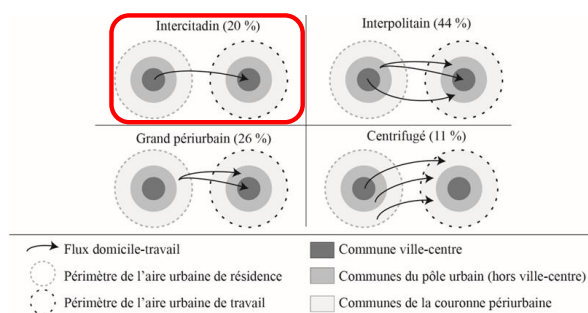 Intercitadin (20 %)
Interpolitain (44 %)
Grand périurbain (26 %)
Centrifugé (11 %)
Flux domicile-travail
Périmètre de l'aire urbaine de résidence
Périmètre de l'aire urbaine de travail
Commune ville-centre
Communes du pôle urbain (hors ville-centre)
Communes de la couronne périurbaine